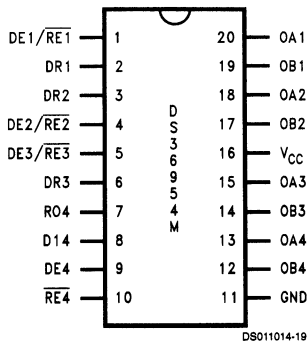 DE1/RE1 1 20 OA1
DR1 2 19 OB1
DR2 3 18 OA2
DE2/RE2 4 17 OB2
DE3/RE3 5 16 VCC
DR3 6 15 OA3
RO4 7 14 OB3
D14 8 13 OA4
DE4 9 12 OB4
RE4 10 11 GND
DS36954M
DS011014-19